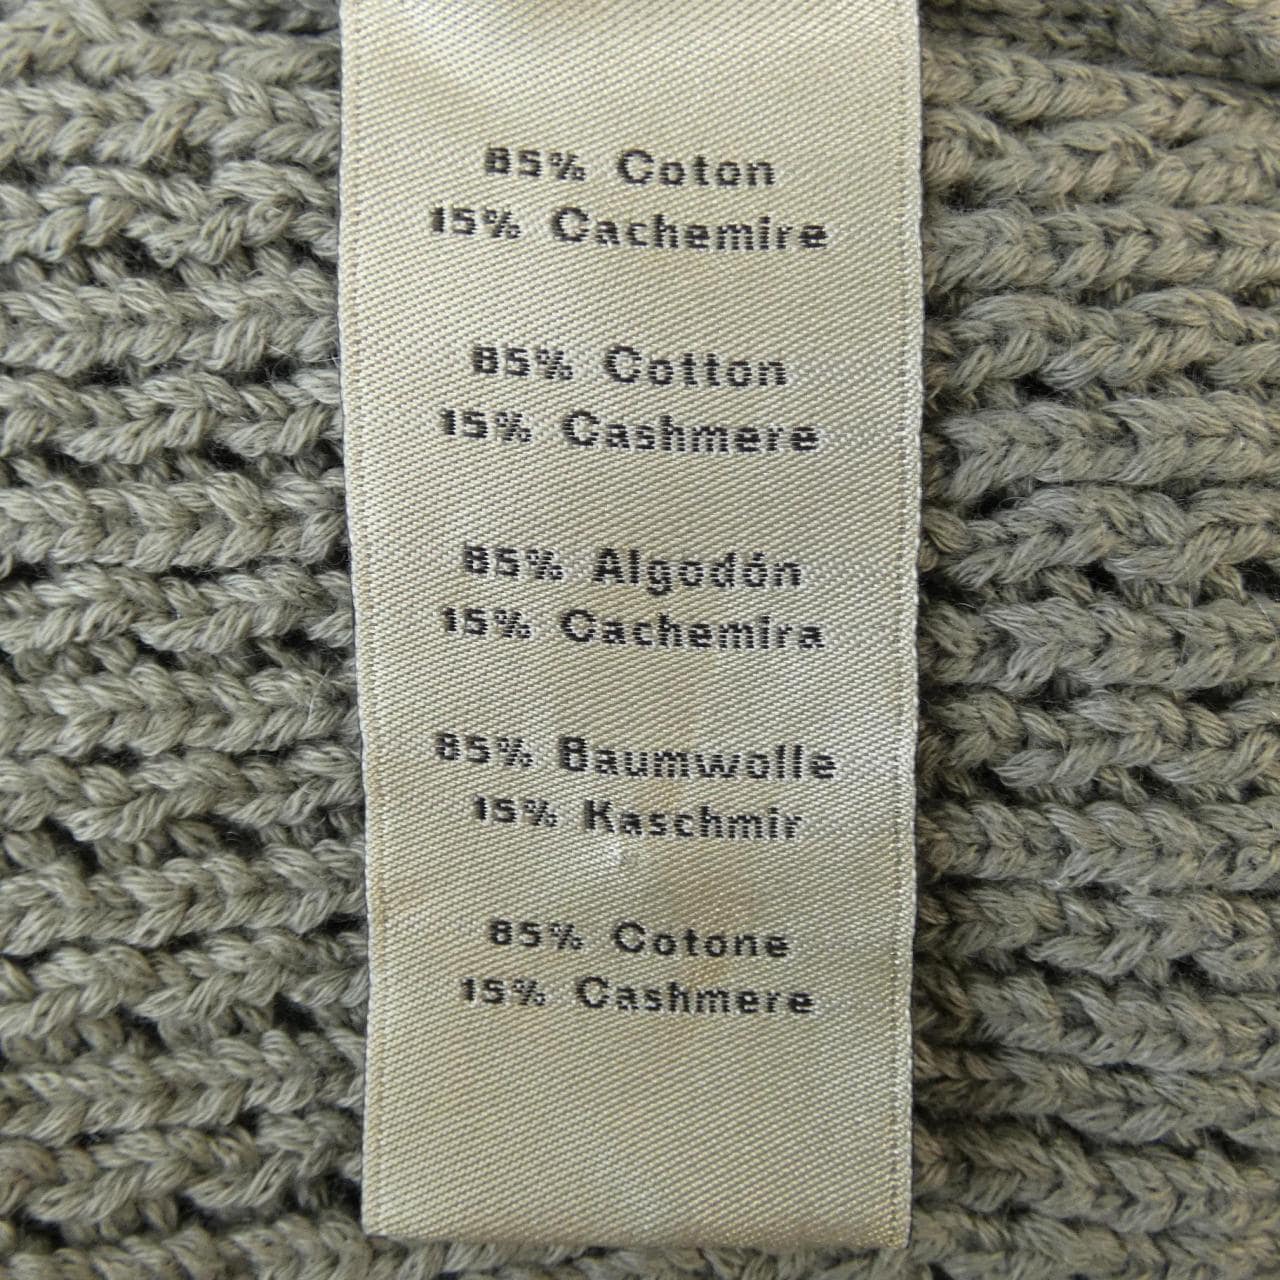 85% Coton
15% Cachemire
85% Cotton
15% Cashmere
85% Algodón
15% Cachemira
85% Baumwolle
15% Kaschmir
85% Cotone
15% Cashmere